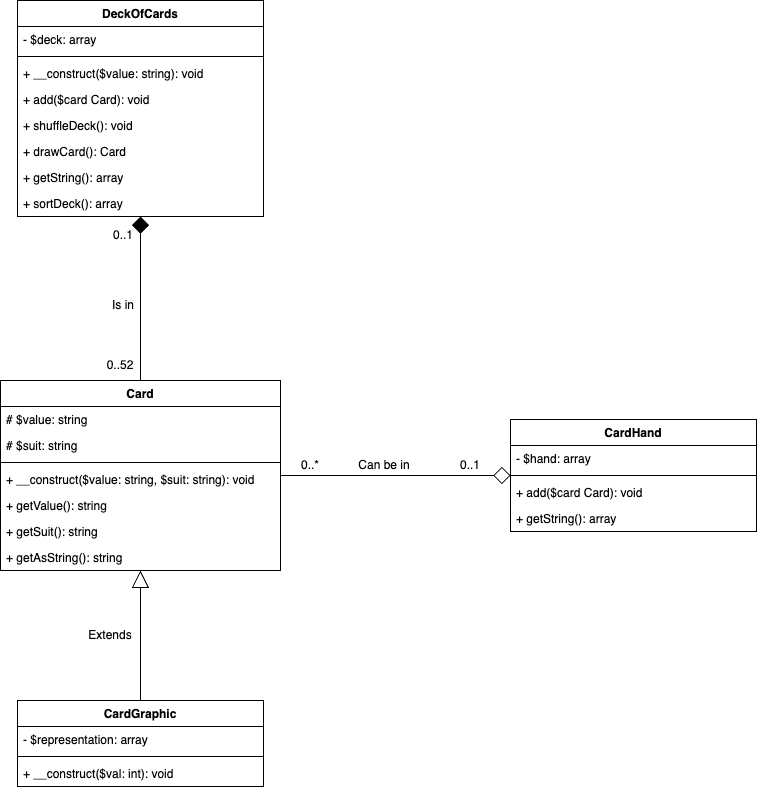 DeckOfCards
- $deck: array
+ __construct($value: string): void
+ add($card Card): void
+ shuffleDeck(): void
+ drawCard(): Card
+ getString(): array
+ sortDeck(): array
0..1
Is in
0..52
Card
# $value: string
# $suit: string
+ __construct($value: string, $suit: string): void
+ getValue(): string
+ getSuit(): string
+ getAsString(): string
0..*
Can be in
0..1
CardHand
- $hand: array
+ add($card Card): void
+ getString(): array
Extends
CardGraphic
- $representation: array
+ __construct($val: int): void